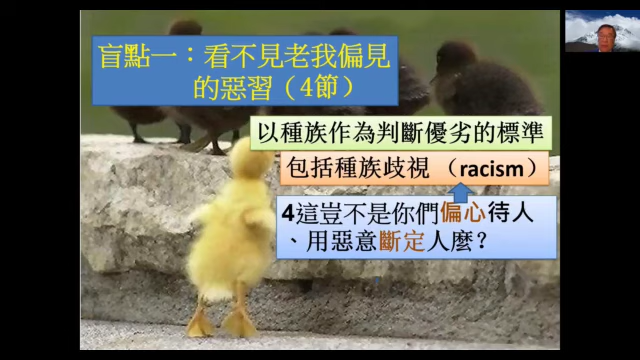 盲點一：看不見老我偏見
的惡習（4節）
以種族作為判斷優劣的標準
包括種族歧視 （racism）
4這豈不是你們偏心待人
、用惡意斷定人麼？